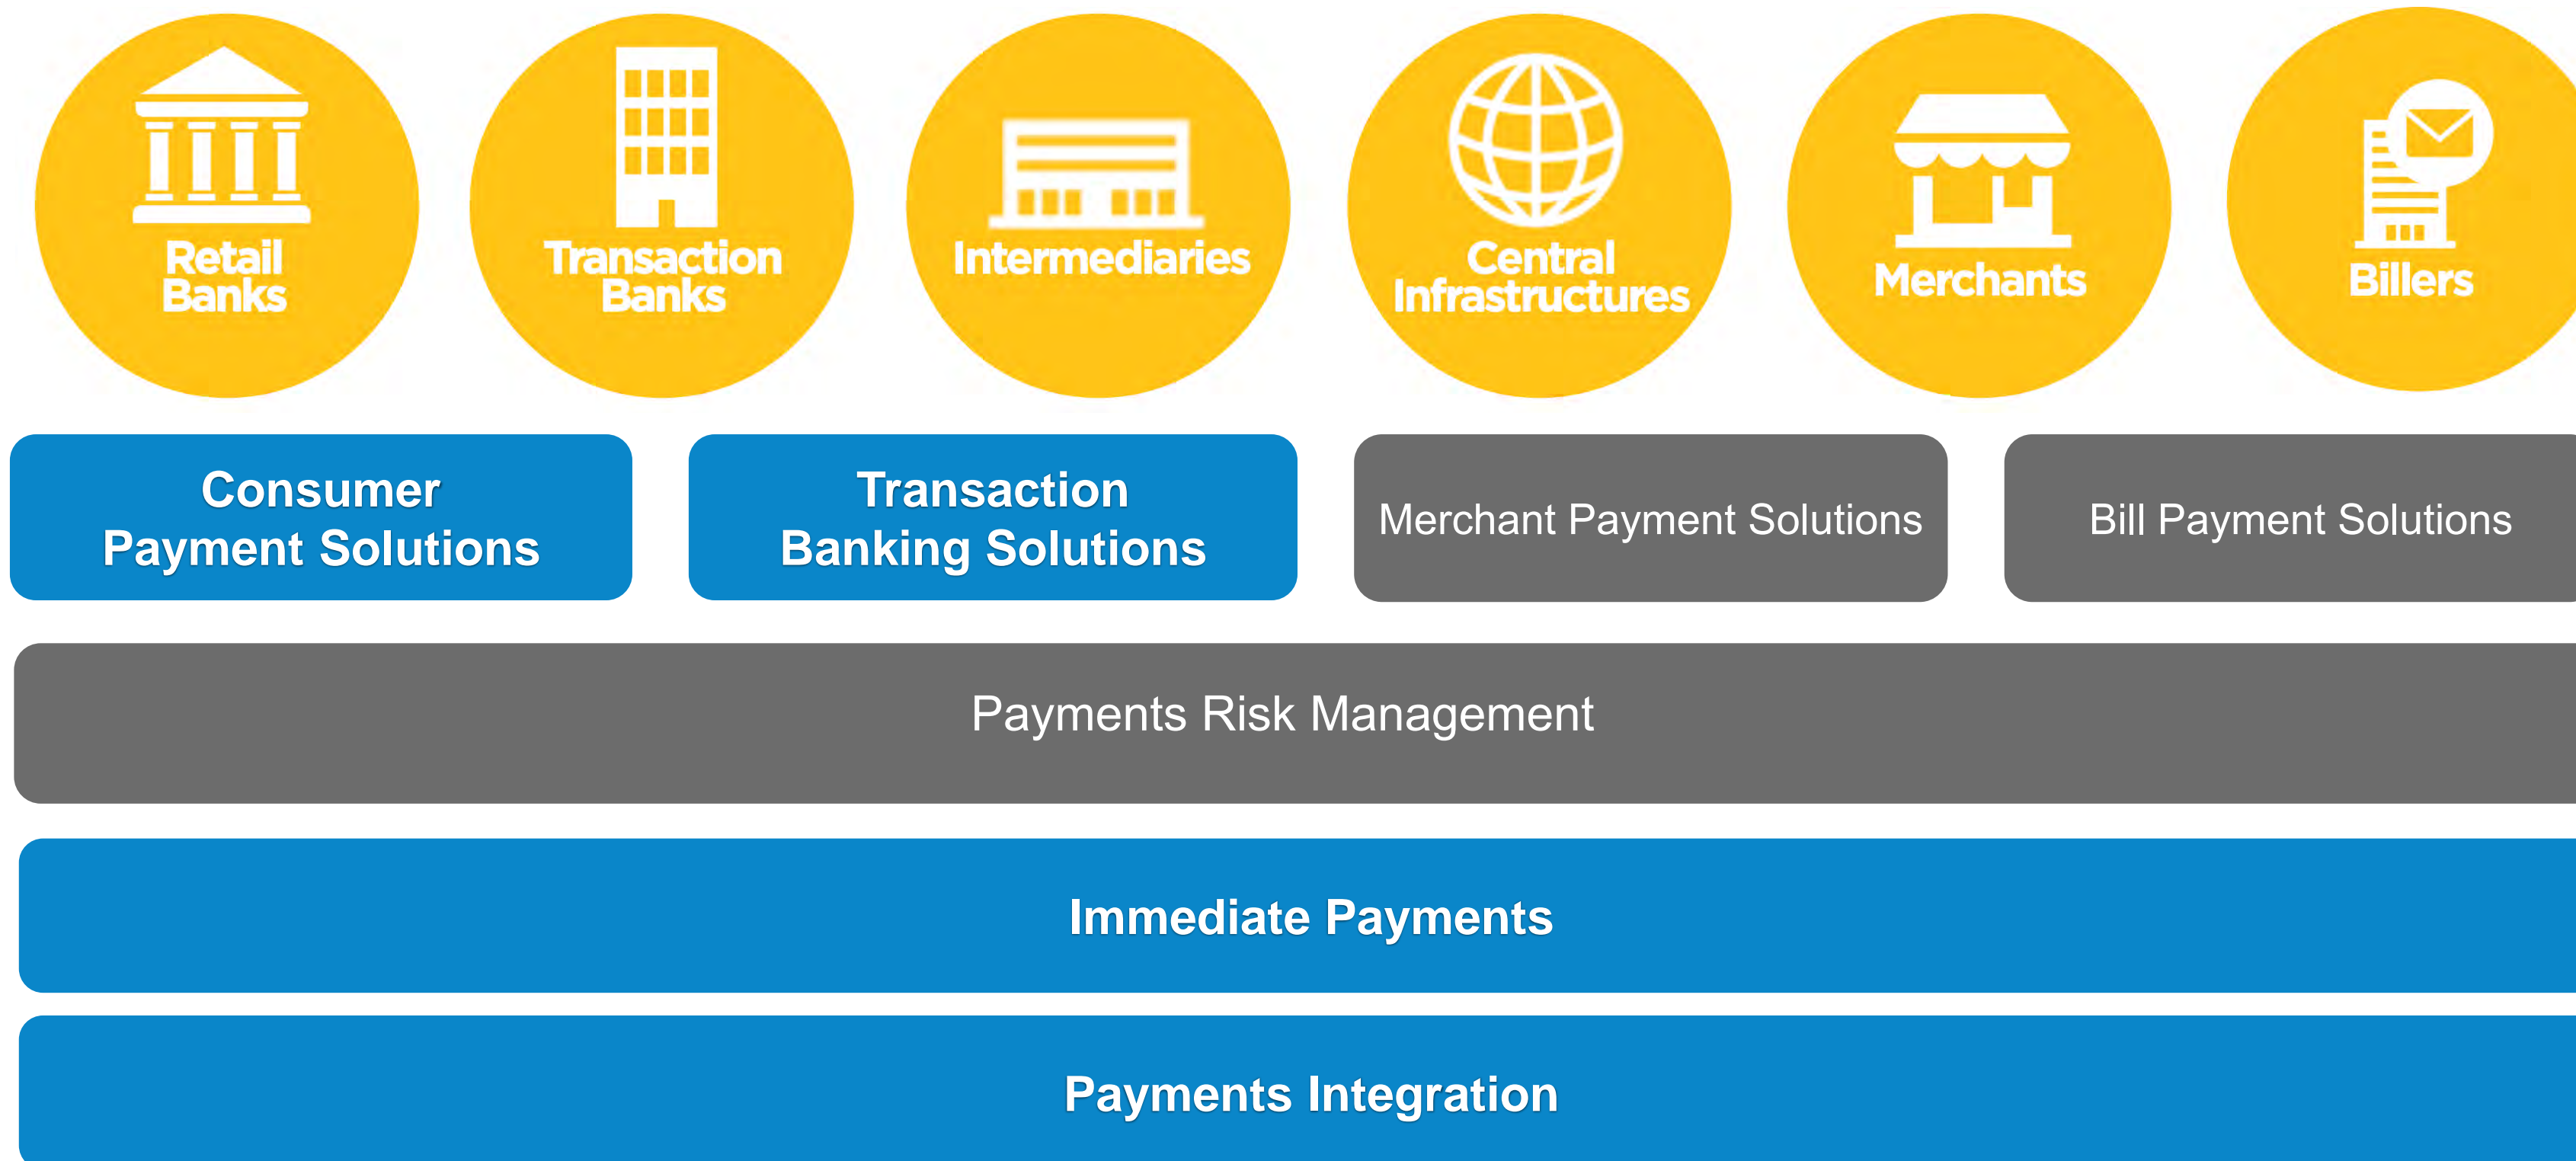 Retail
Banks
Transaction
Banks
Intermediaries
Central
Infrastructures
Merchants
Billers
Consumer
Payment Solutions
Transaction
Banking Solutions
Merchant Payment Solutions
Bill Payment Solutions
Payments Risk Management
Immediate Payments
Payments Integration